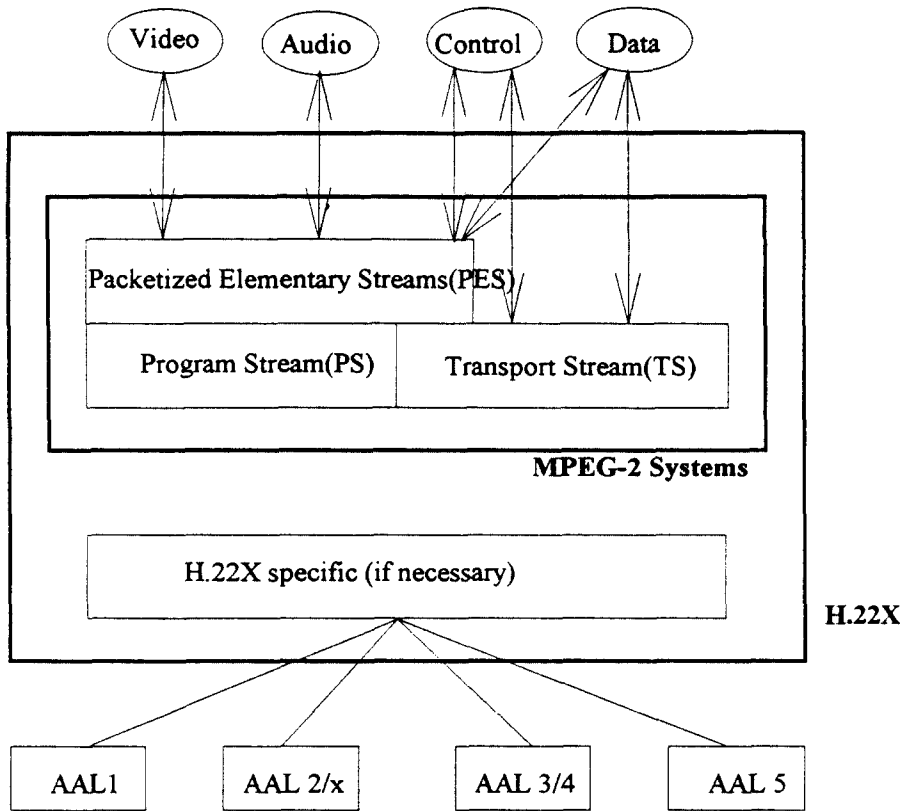 Video
Audio
Control
Data
Packetized Elementary Streams(PES)
Program Stream(PS)
Transport Stream(TS)
MPEG-2 Systems
H.22X specific (if necessary)
H.22X
AAL1
AAL 2/x
AAL 3/4
AAL 5